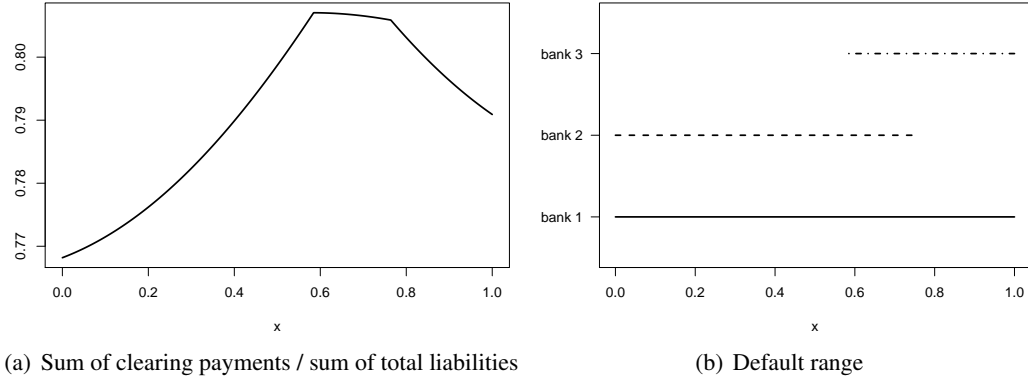 0.80
0.79
0.78
0.77
0.0 0.2 0.4 0.6 0.8 1.0
x
(a) Sum of clearing payments / sum of total liabilities
bank 3
bank 2
bank 1
0.0 0.2 0.4 0.6 0.8 1.0
x
(b) Default range